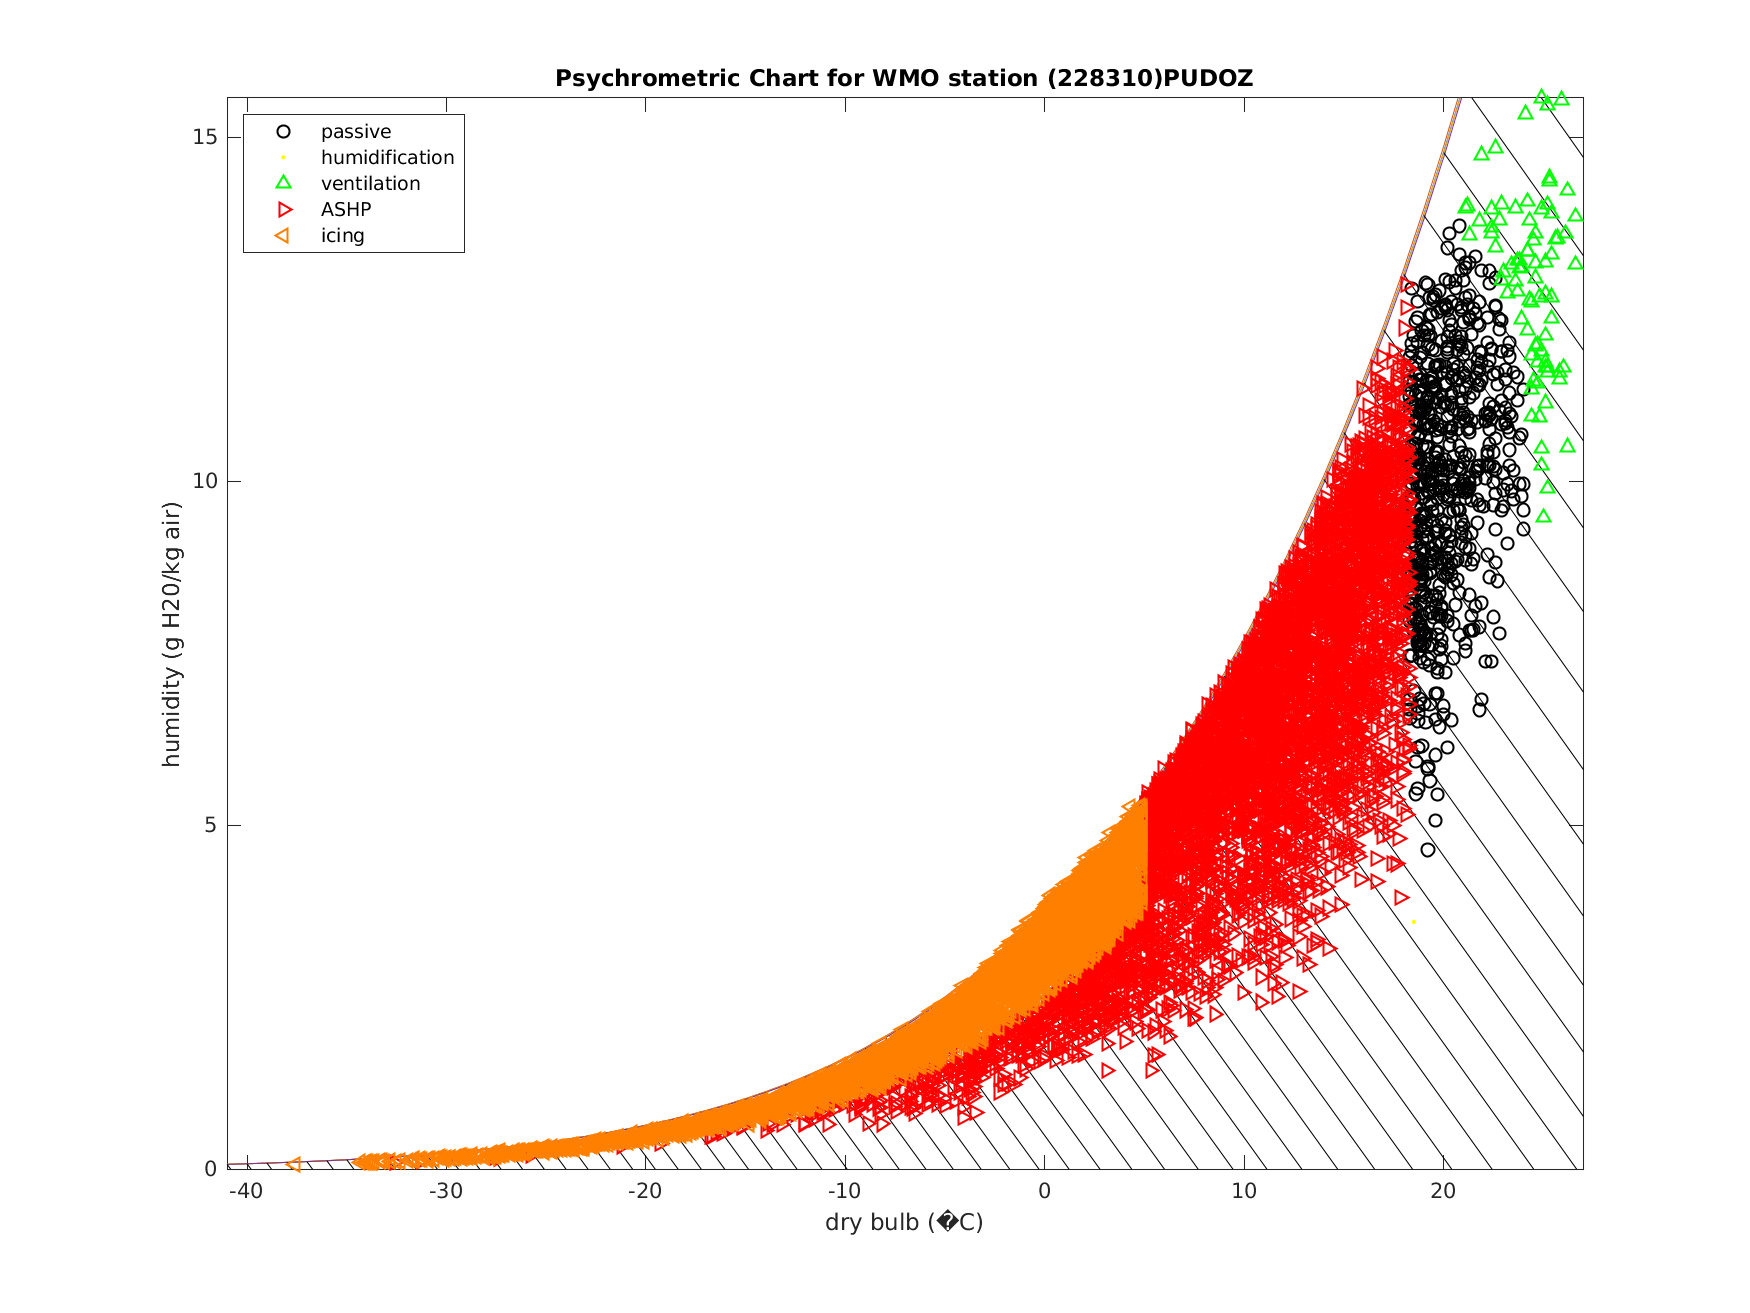 Psychrometric Chart for WMO station (228310)PUDOZ
passive
humidification
ventilation
ASHP
icing
humidity (g H20/kg air)
15
10
5
0
-40 -30 -20 -10 0 10 20
dry bulb (�C)